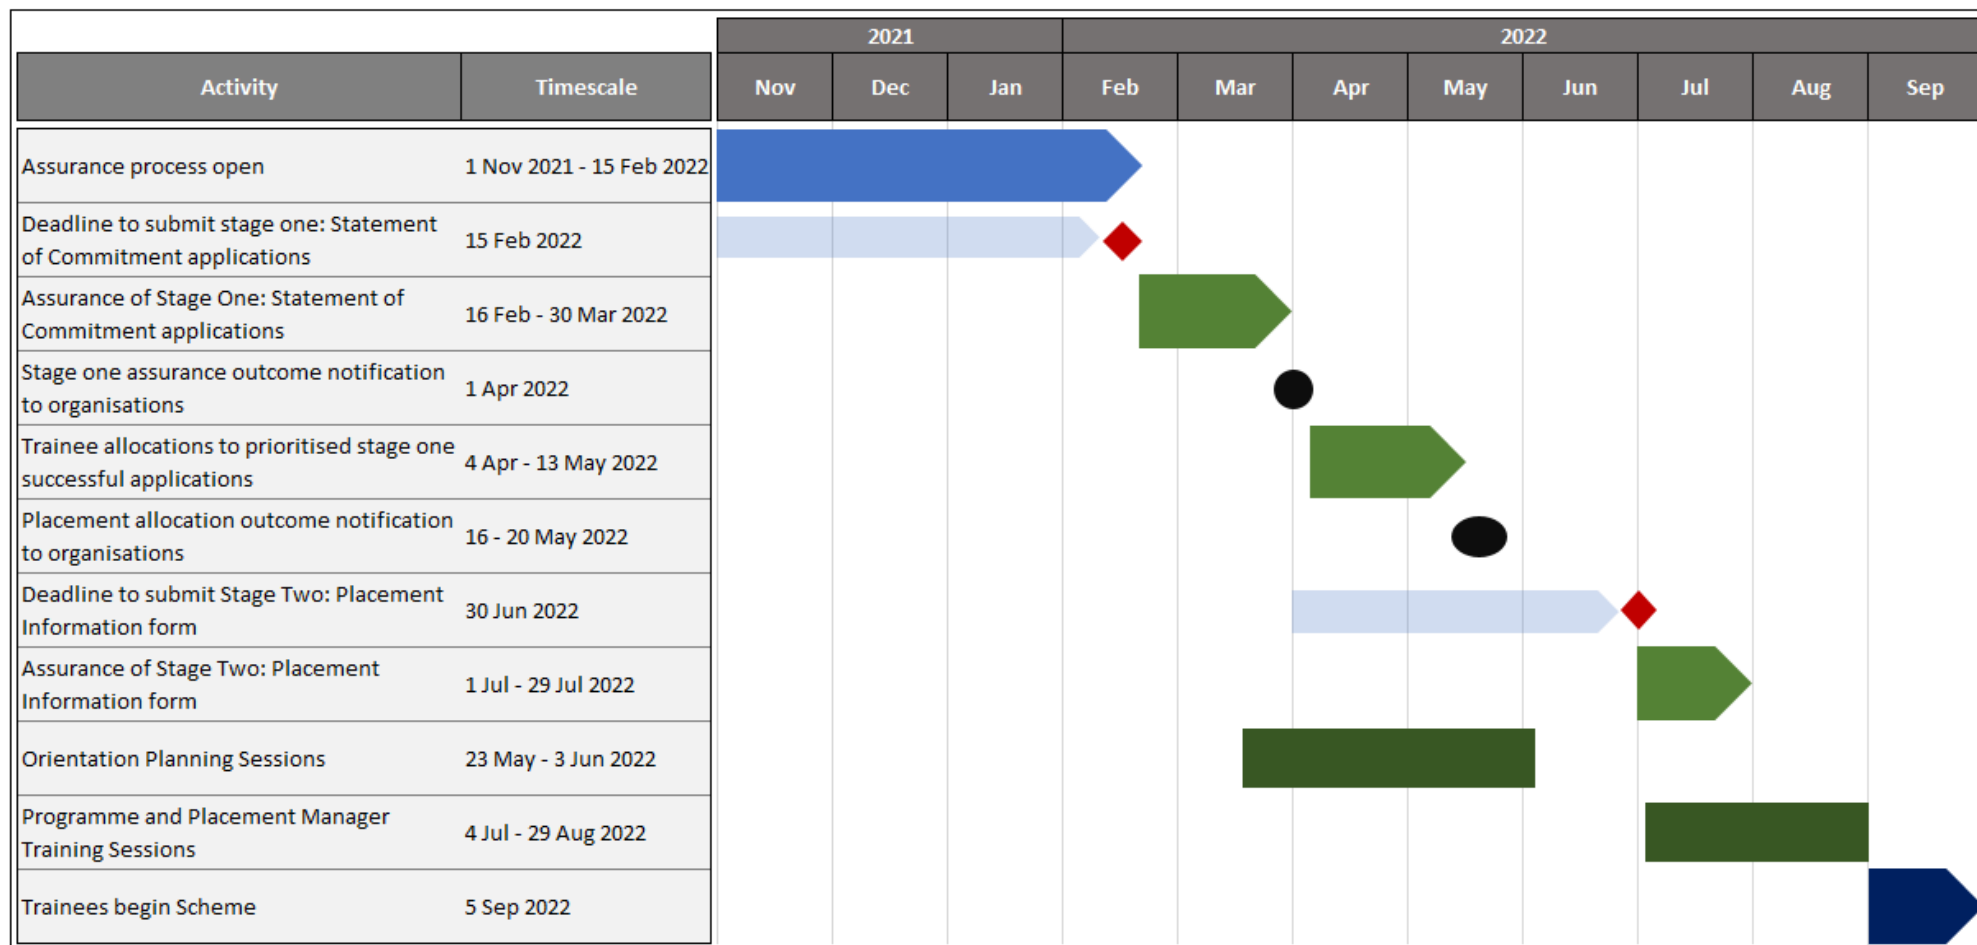 2021 2022
Activity Timescale Nov Dec Jan Feb Mar Apr May Jun Jul Aug Sep
Assurance process open 1 Nov 2021 - 15 Feb 2022
Deadline to submit stage one: Statement
of Commitment applications
15 Feb 2022
Assurance of Stage One: Statement of
Commitment applications
16 Feb - 30 Mar 2022
Stage one assurance outcome notification
to organisations
1 Apr 2022
Trainee allocations to prioritised stage one
successful applications
4 Apr - 13 May 2022
Placement allocation outcome notification
to organisations
16 - 20 May 2022
Deadline to submit Stage Two: Placement
Information form
30 Jun 2022
Assurance of Stage Two: Placement
Information form
1 Jul - 29 Jul 2022
Orientation Planning Sessions 23 May - 3 Jun 2022
Programme and Placement Manager
Training Sessions
4 Jul - 29 Aug 2022
Trainees begin Scheme 5 Sep 2022